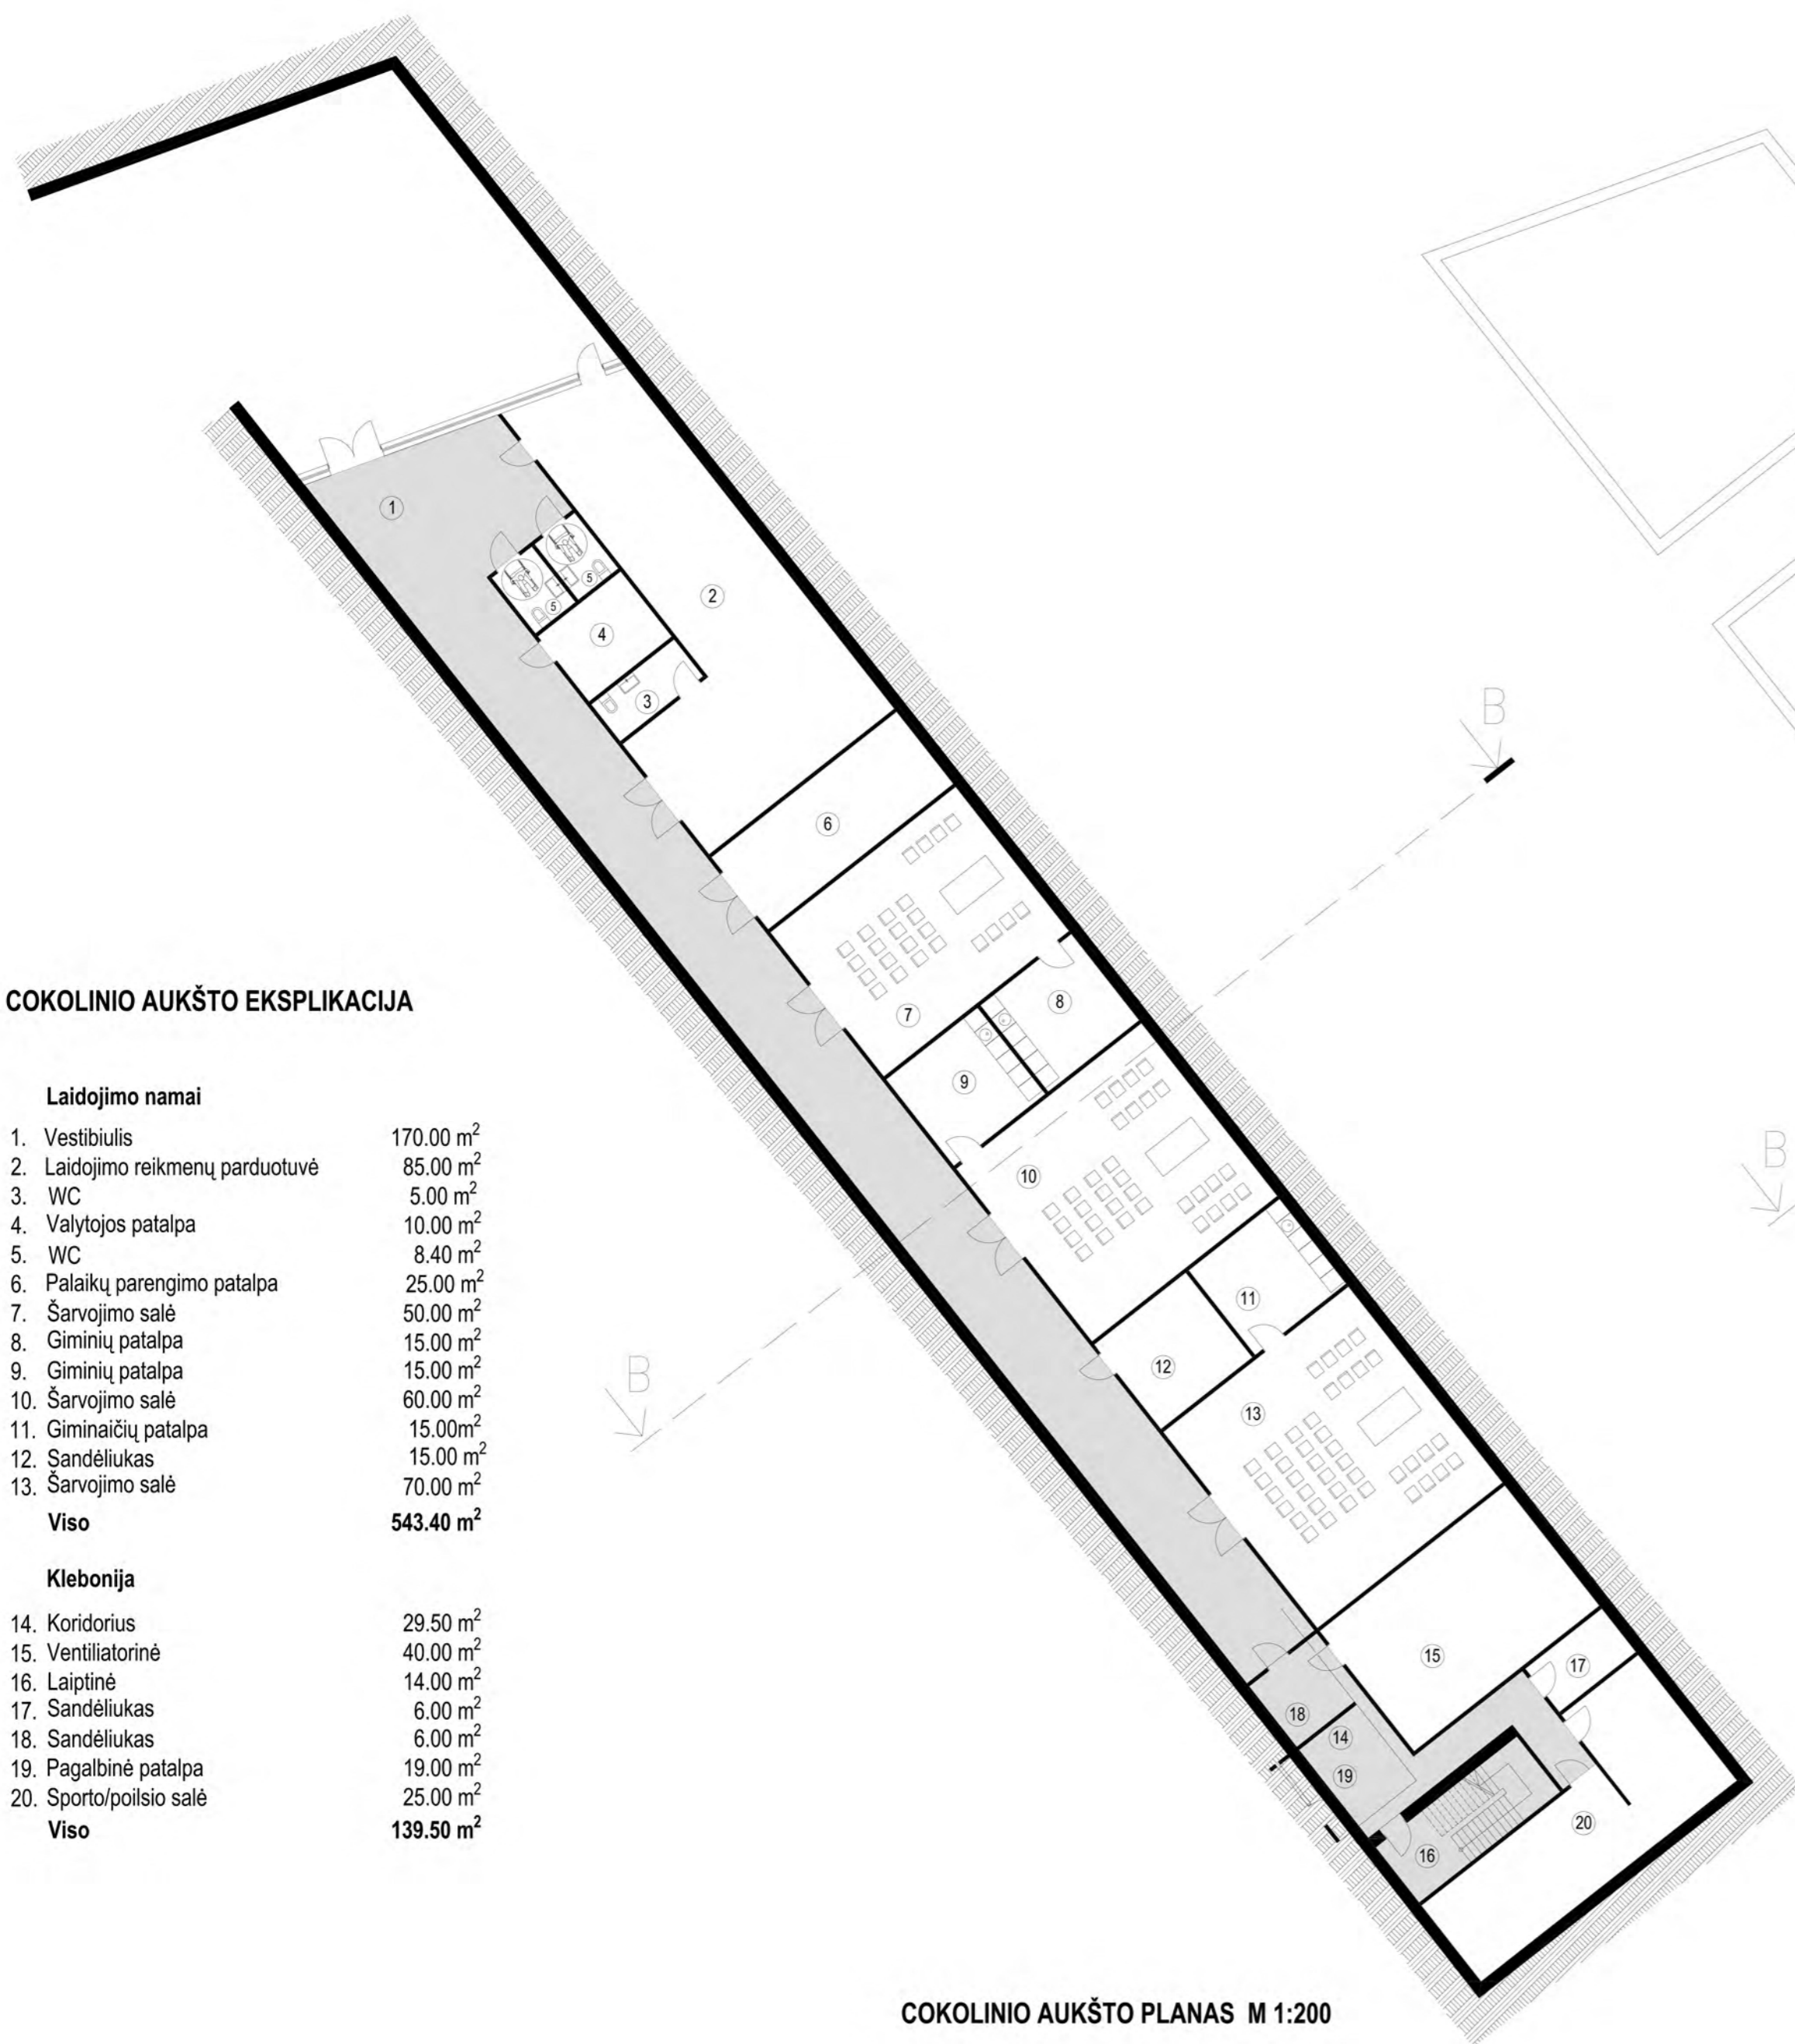 1
5
5
2
4
3
B
6
8
7
9
10
B
11
B
12
13
15
17
18
14
19
20
16
COKOLINIO AUKŠTO EKSPLIKACIJA
Laidojimo namai
1. Vestibiulis 170.00 m²
2. Laidojimo reikmenų parduotuvė 85.00 m²
3. WC 5.00 m²
4. Valytojos patalpa 10.00 m²
5. WC 8.40 m²
6. Palaikų parengimo patalpa 25.00 m²
7. Šarvojimo salė 50.00 m²
8. Giminių patalpa 15.00 m²
9. Giminių patalpa 15.00 m²
10. Šarvojimo salė 60.00 m²
11. Giminaičių patalpa 15.00m²
12. Sandėliukas 15.00 m²
13. Šarvojimo salė 70.00 m²
Viso 543.40 m²
Klebonija
14. Koridorius 29.50 m²
15. Ventiliatorinė 40.00 m²
16. Laiptinė 14.00 m²
17. Sandėliukas 6.00 m²
18. Sandėliukas 6.00 m²
19. Pagalbinė patalpa 19.00 m²
20. Sporto/poilsio salė 25.00 m²
Viso 139.50 m²
COKOLINIO AUKŠTO PLANAS M 1:200